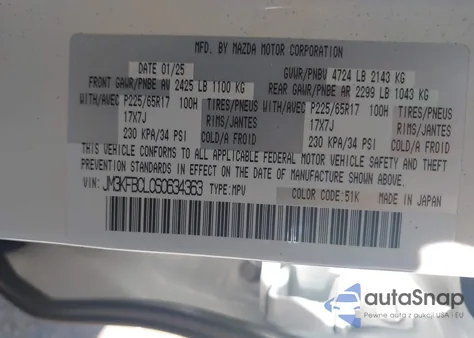 MFD. BY MAZDA MOTOR CORPORATION
DATE 01/25 GVWR/PNBV 4724 LB 2143 KG
FRONT GAWR/PNBE AV 2425 LB 1100 KG REAR GAWR/PNBE AR 2299 LB 1043 KG
WITH/AVEC P225/65R17 100H TIRES/PNEUS WITH/AVEC P225/65R17 100H TIRES/PNEUS
17X7J RIMS/JANTES 17X7J RIMS/JANTES
230 KPA/34 PSI COLD/A FROID 230 KPA/34 PSI COLD/A FROID
THIS VEHICLE CONFORMS TO ALL APPLICABLE FEDERAL MOTOR VEHICLE SAFETY AND THEFT
PREVENTION STANDARDS IN EFFECT ON THE DATE OF MANUFACTURE SHOWN ABOVE.
VIN: JM3KFBCL0S0634363 TYPE: MPV COLOR CODE: 51K MADE IN JAPAN
autoSnap
Pewne auta z aukcji USA i EU